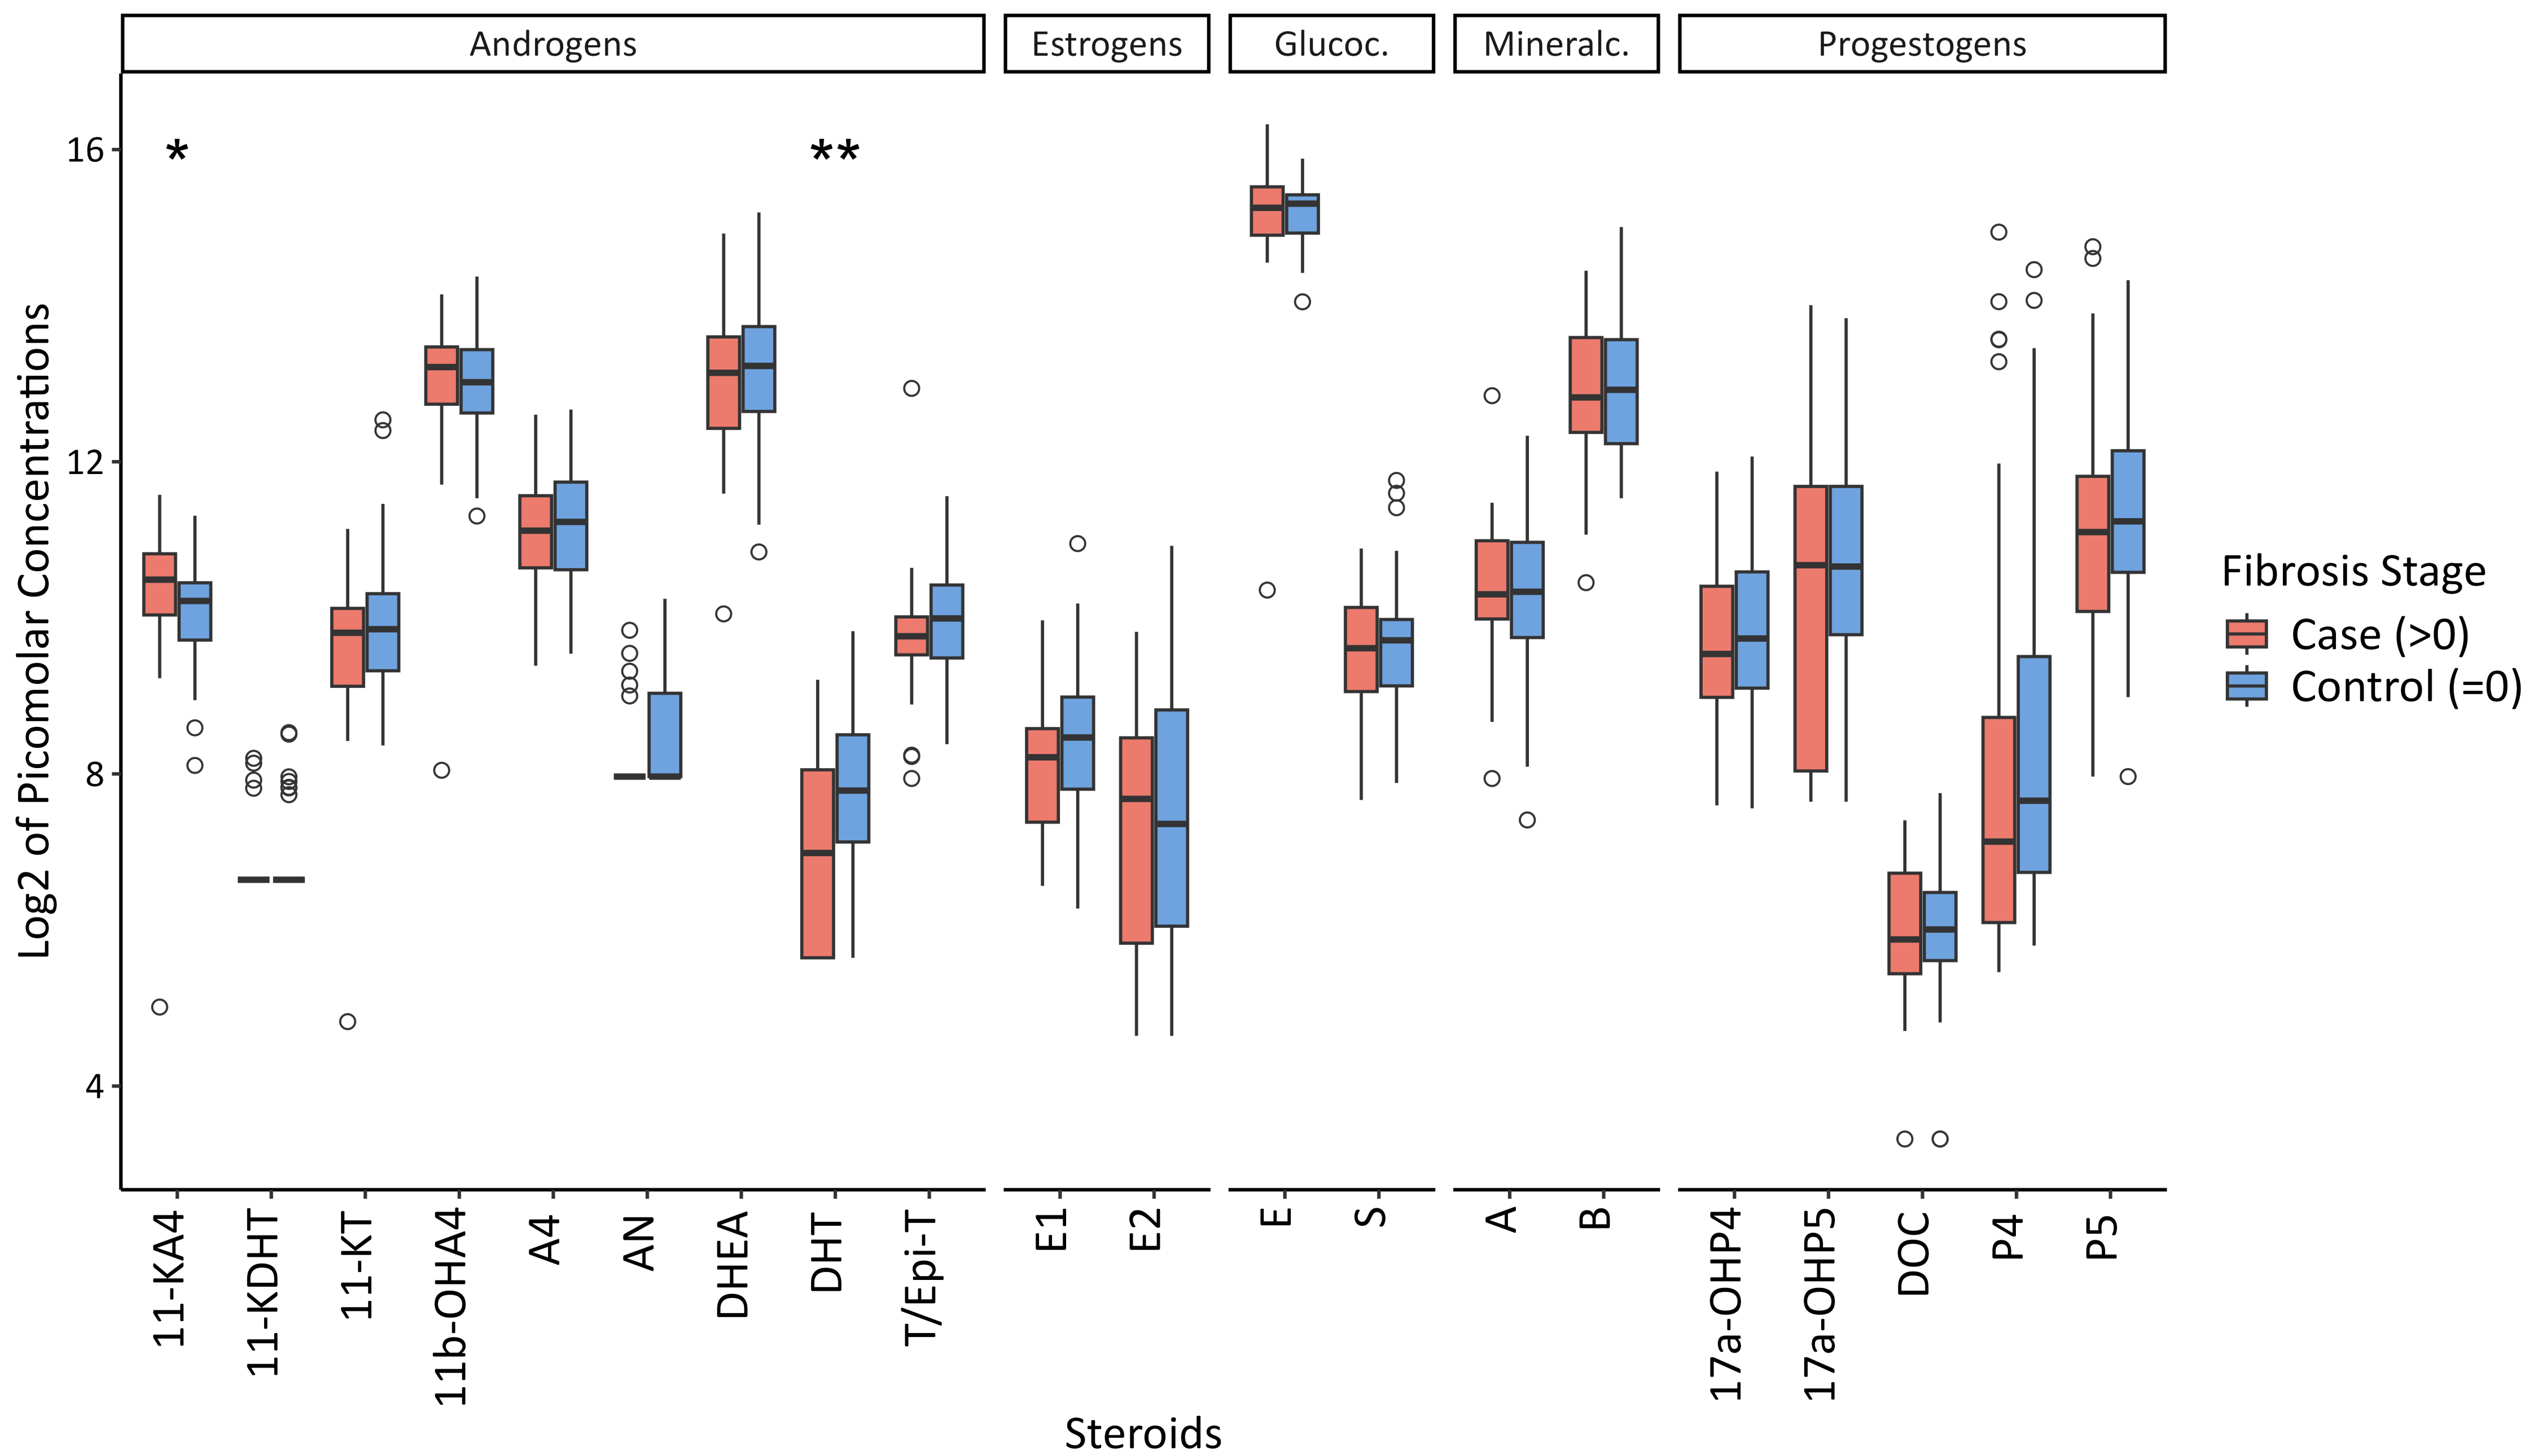 Androgens
Estrogens
Glucoc.
Mineralc.
Progestogens
*
**
Log2 of Picomolar Concentrations
16
12
8
4
11-KA4
11-KDHT
11-KT
11b-OHA4
A4
AN
DHEA
DHT
T/Epi-T
E1
E2
E
S
A
B
17a-OHP4
17a-OHP5
DOC
P4
P5
Steroids
Fibrosis Stage
Case (>0)
Control (=0)